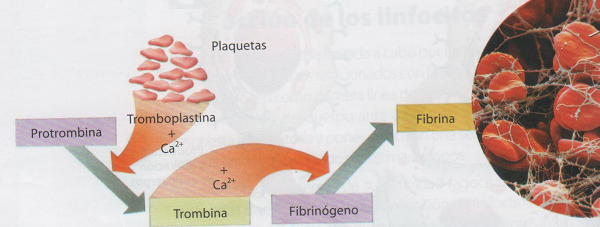 Plaquetas
Tromboplastina
+
Ca2+
Protrombina
+
Ca2+
Trombina
Fibrinógeno
Fibrina